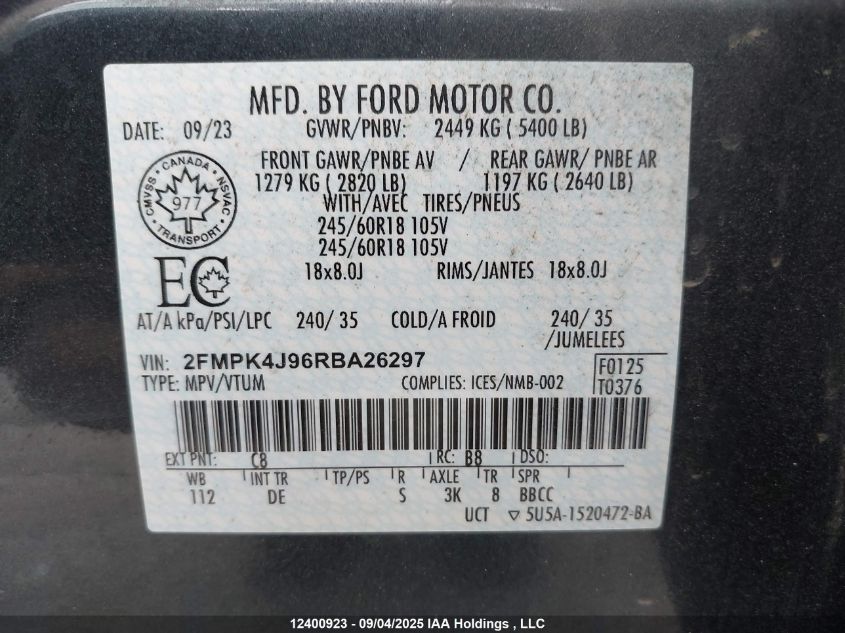 MFD. BY FORD MOTOR CO.
DATE: 09/23 GVWR/PNBV: 2449 KG ( 5400 LB)
FRONT GAWR/PNBE AV / REAR GAWR/ PNBE AR
1279 KG ( 2820 LB) 1197 KG ( 2640 LB)
WITH/AVEC TIRES/PNEUS
245/60R18 105V
245/60R18 105V
18x8.0J RIMS/JANTES 18x8.0J
CANADA
CMVSS NSVAC
977
TRANSPORT
EC
AT/A kPa/PSI/LPC 240/ 35 COLD/A FROID 240/ 35
/JUMELEES
VIN: 2FMPK4J96RBA26297 F0125
TYPE: MPV/VTUM COMPLIES: ICES/NMB-002 T0376
EXT PNT: C8 RC: B8 DSO:
WB INT TR TP/PS R AXLE TR SPR
112 DE S 3K 8 BBCC
UCT ▽ 5U5A-1520472-BA
12400923 - 09/04/2025 IAA Holdings , LLC